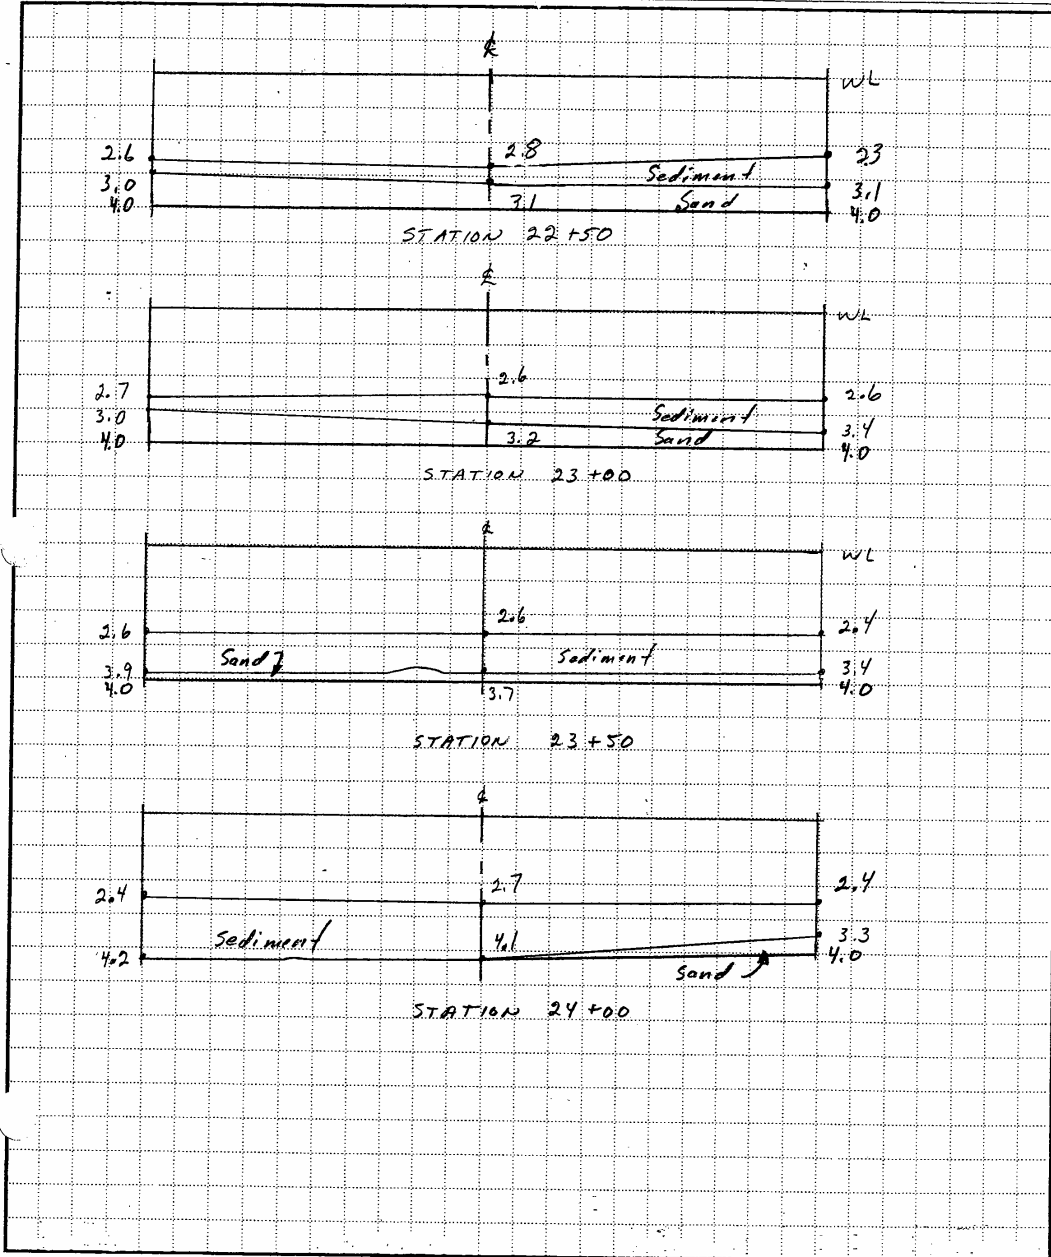 ℄
WL
2.6 2.8 23
Sediment
3.0 3.1
4.0 3.1 Sand 4.0
STATION 22+50
℄
WL
2.7 2.6 2.6
3.0 Sediment 3.4
4.0 3.2 Sand 4.0
STATION 23+00
℄
WL
2.6 2.6 2.4
Sand Sediment
3.9 3.4
4.0 3.7 4.0
STATION 23+50
℄
2.4 2.7 2.4
Sediment 4.1 3.3
4.2 4.0
Sand
STATION 24+00